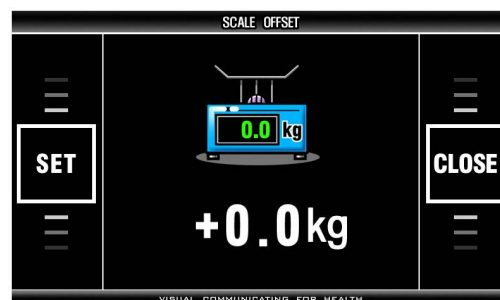 SCALE OFFSET
0.0 kg
SET
CLOSE
+0.0kg
VISUAL COMMUNICATING FOR HEALTH